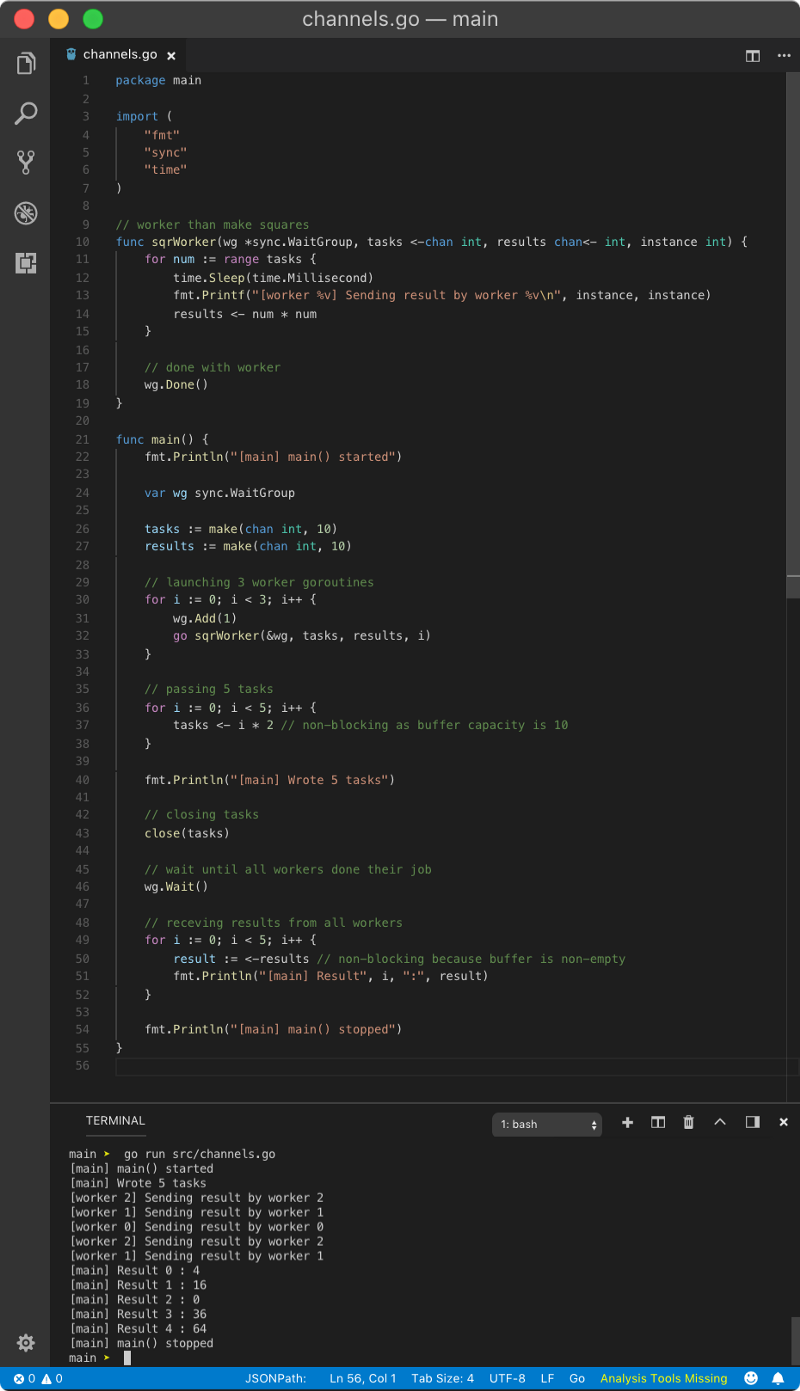 channels.go — main
channels.go ×
1 package main
2
3 import (
4     "fmt"
5     "sync"
6     "time"
7 )
8
9 // worker than make squares
10 func sqrWorker(wg *sync.WaitGroup, tasks <-chan int, results chan<- int, instance int) {
11     for num := range tasks {
12         time.Sleep(time.Millisecond)
13         fmt.Printf("[worker %v] Sending result by worker %v\n", instance, instance)
14         results <- num * num
15     }
16
17     // done with worker
18     wg.Done()
19 }
20
21 func main() {
22     fmt.Println("[main] main() started")
23
24     var wg sync.WaitGroup
25
26     tasks := make(chan int, 10)
27     results := make(chan int, 10)
28
29     // launching 3 worker goroutines
30     for i := 0; i < 3; i++ {
31         wg.Add(1)
32         go sqrWorker(&wg, tasks, results, i)
33     }
34
35     // passing 5 tasks
36     for i := 0; i < 5; i++ {
37         tasks <- i * 2 // non-blocking as buffer capacity is 10
38     }
39
40     fmt.Println("[main] Wrote 5 tasks")
41
42     // closing tasks
43     close(tasks)
44
45     // wait until all workers done their job
46     wg.Wait()
47
48     // receving results from all workers
49     for i := 0; i < 5; i++ {
50         result := <-results // non-blocking because buffer is non-empty
51         fmt.Println("[main] Result", i, ":", result)
52     }
53
54     fmt.Println("[main] main() stopped")
55 }
56
TERMINAL 1: bash
main ➤ go run src/channels.go
[main] main() started
[main] Wrote 5 tasks
[worker 2] Sending result by worker 2
[worker 1] Sending result by worker 1
[worker 0] Sending result by worker 0
[worker 2] Sending result by worker 2
[worker 1] Sending result by worker 1
[main] Result 0 : 4
[main] Result 1 : 16
[main] Result 2 : 0
[main] Result 3 : 36
[main] Result 4 : 64
[main] main() stopped
main ➤
0 0 JSONPath: Ln 56, Col 1 Tab Size: 4 UTF-8 LF Go Analysis Tools Missing